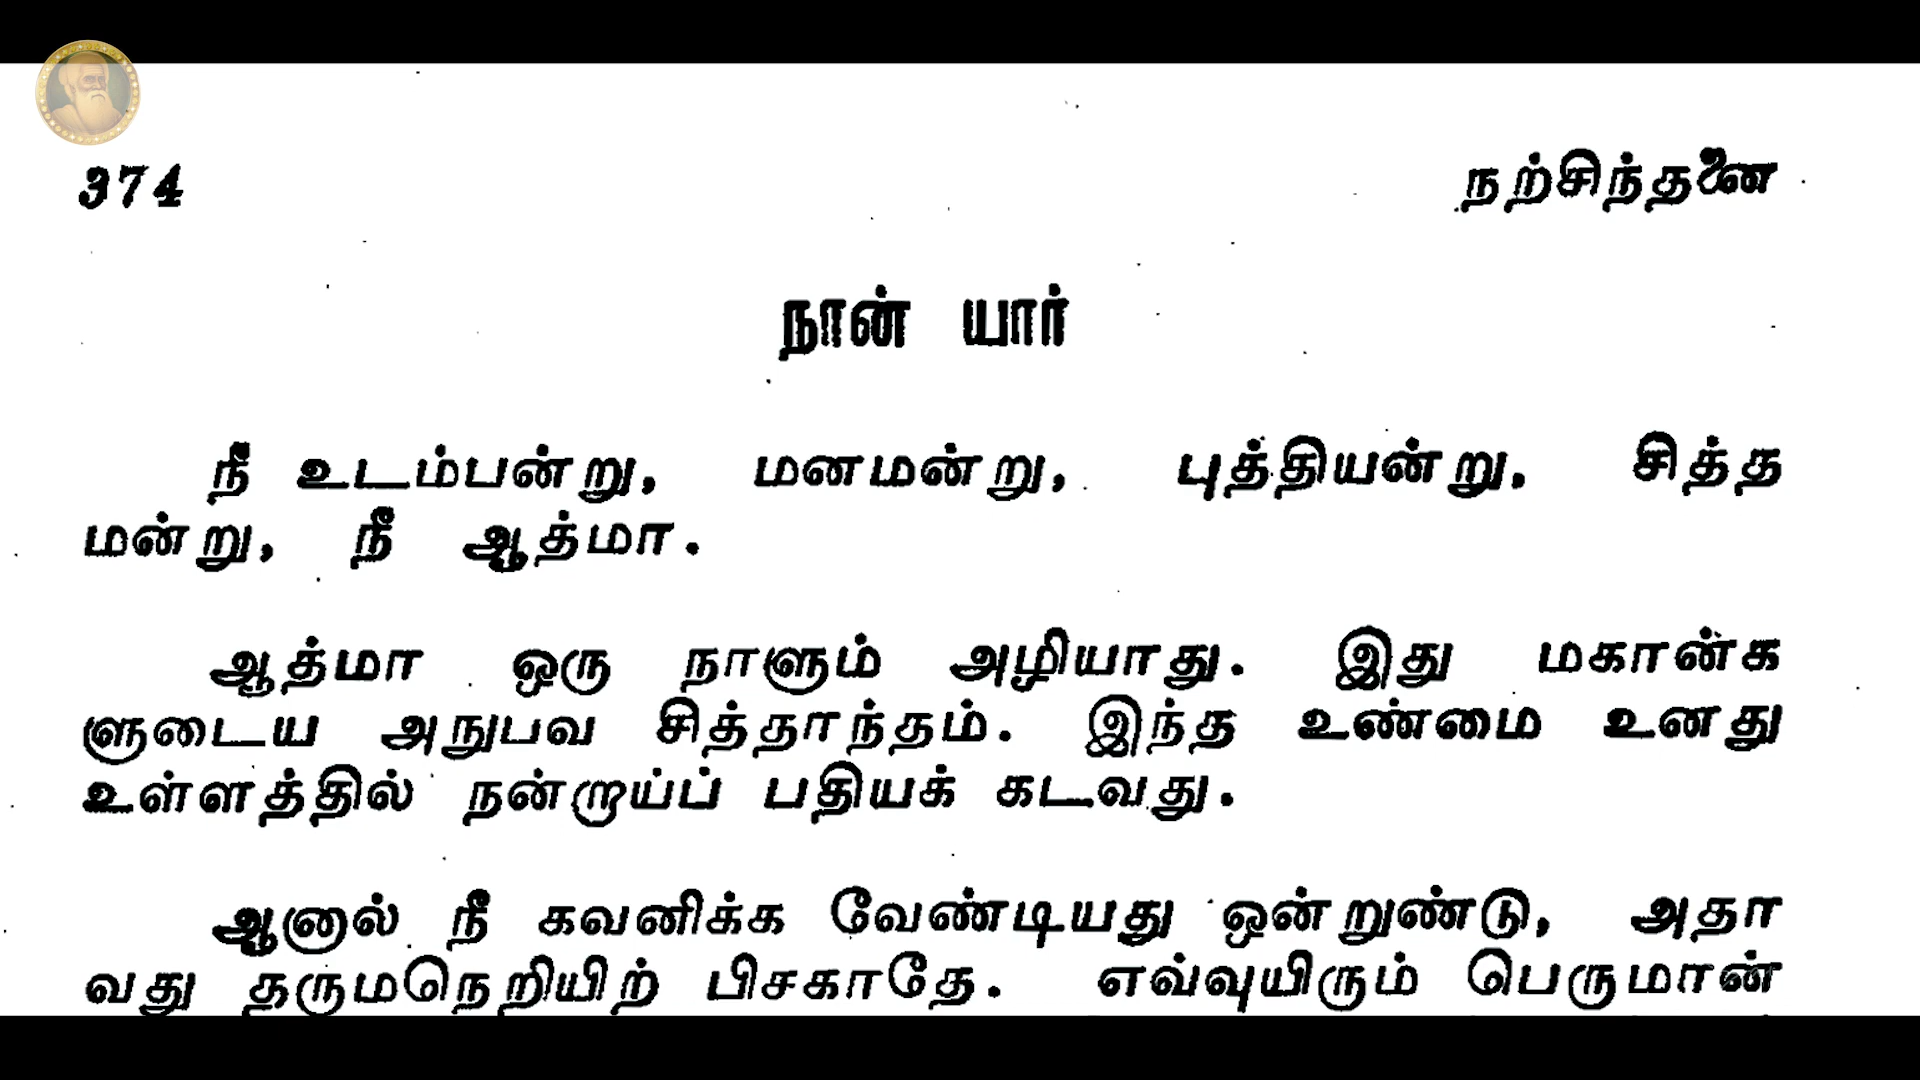 374 நற்சிந்தனை
நான் யார்
நீ உடம்பன்று, மனமன்று, புத்தியன்று, சித்த
மன்று, நீ ஆத்மா.
ஆத்மா ஒரு நாளும் அழியாது. இது மகான்க
ளுடைய அநுபவ சித்தாந்தம். இந்த உண்மை உனது
உள்ளத்தில் நன்றாய்ப் பதியக் கடவது.
ஆனால் நீ கவனிக்க வேண்டியது ஒன்றுண்டு, அதா
வது தருமநெறியிற் பிசகாதே. எவ்வுயிரும் பெருமான்